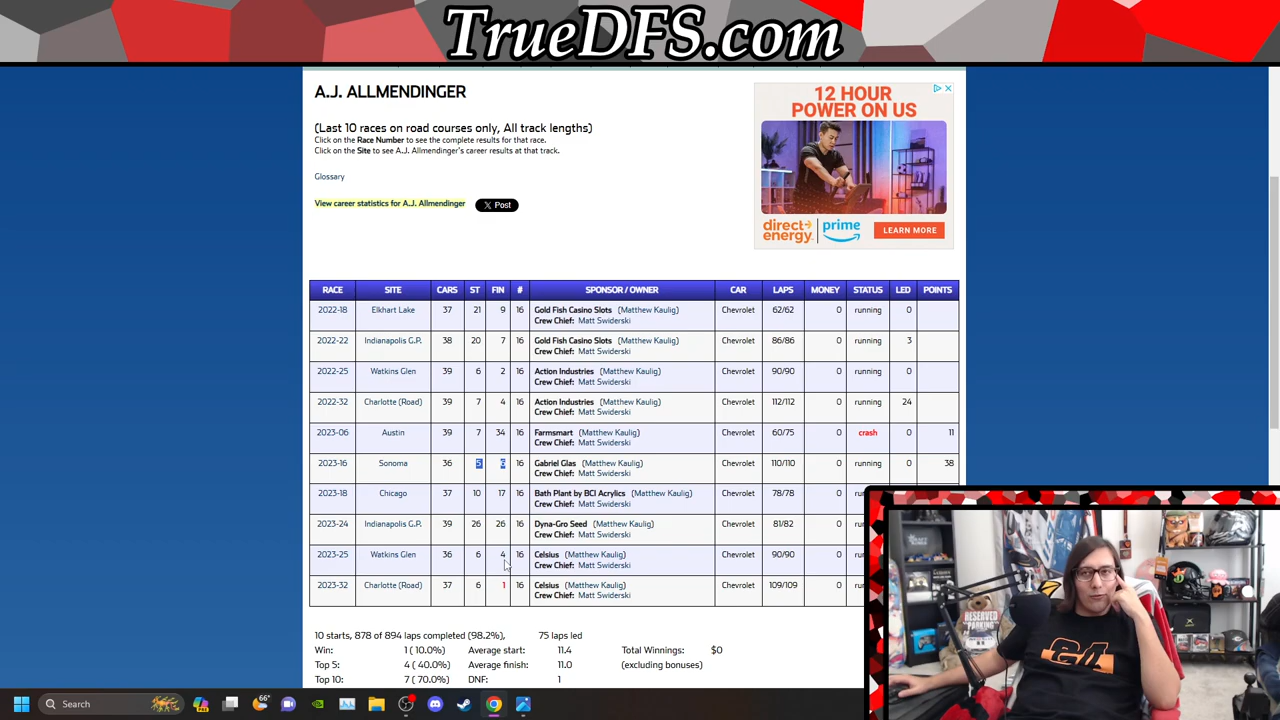 TrueDFS.com
A.J. ALLMENDINGER
(Last 10 races on road courses only, All track lengths)
Click on the Race Number to see the complete results for that race.
Click on the Site to see A.J. Allmendinger's career results at that track.
Glossary
View career statistics for A.J. Allmendinger
X Post
12 HOUR
POWER ON US
direct energy. prime LEARN MORE
RACE SITE CARS ST FIN # SPONSOR / OWNER CAR LAPS MONEY STATUS LED POINTS
2022-18 Elkhart Lake 37 21 9 16 Gold Fish Casino Slots (Matthew Kaulig) Chevrolet 62/62 0 running 0
Crew Chief: Matt Swiderski
2022-22 Indianapolis G.P. 38 20 7 16 Gold Fish Casino Slots (Matthew Kaulig) Chevrolet 86/86 0 running 3
Crew Chief: Matt Swiderski
2022-25 Watkins Glen 39 6 2 16 Action Industries (Matthew Kaulig) Chevrolet 90/90 0 running 0
Crew Chief: Matt Swiderski
2022-32 Charlotte (Road) 39 7 4 16 Action Industries (Matthew Kaulig) Chevrolet 112/112 0 running 24
Crew Chief: Matt Swiderski
2023-06 Austin 39 7 34 16 Farmsmart (Matthew Kaulig) Chevrolet 60/75 0 crash 0 11
Crew Chief: Matt Swiderski
2023-16 Sonoma 36 5 6 16 Gabriel Glas (Matthew Kaulig) Chevrolet 110/110 0 running 0 38
Crew Chief: Matt Swiderski
2023-18 Chicago 37 10 17 16 Bath Plant by BCI Acrylics (Matthew Kaulig) Chevrolet 78/78 0
Crew Chief: Matt Swiderski
2023-24 Indianapolis G.P. 39 26 26 16 Dyna-Gro Seed (Matthew Kaulig) Chevrolet 81/82 0
Crew Chief: Matt Swiderski
2023-25 Watkins Glen 36 6 4 16 Celsius (Matthew Kaulig) Chevrolet 90/90 0
Crew Chief: Matt Swiderski
2023-32 Charlotte (Road) 37 6 1 16 Celsius (Matthew Kaulig) Chevrolet 109/109 0
Crew Chief: Matt Swiderski
10 starts, 878 of 894 laps completed (98.2%), 75 laps led
Win: 1 ( 10.0%) Average start: 11.4 Total Winnings: $0
Top 5: 4 ( 40.0%) Average finish: 11.0 (excluding bonuses)
Top 10: 7 ( 70.0%) DNF: 1
RESERVED
PARKING
Search
66°